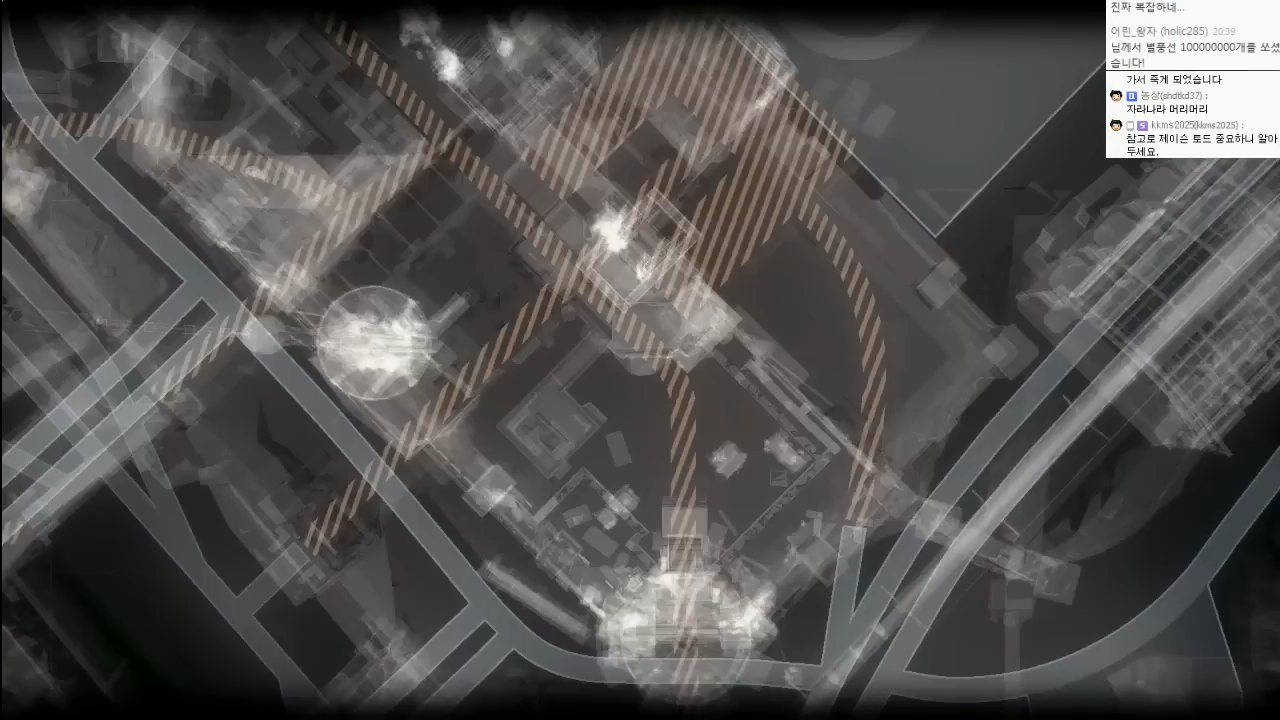 진짜 복잡하네...
어린_왕자 (holic285) 20:39
님께서 별풍선 100000000개를 쏘셨
습니다!
가서 죽게 되었습니다
농상(shdtkd37) :
자라나라 머리머리
kkms2025(kkms2025) :
참고로 제이슨 토드 중요하니 알아
두세요.